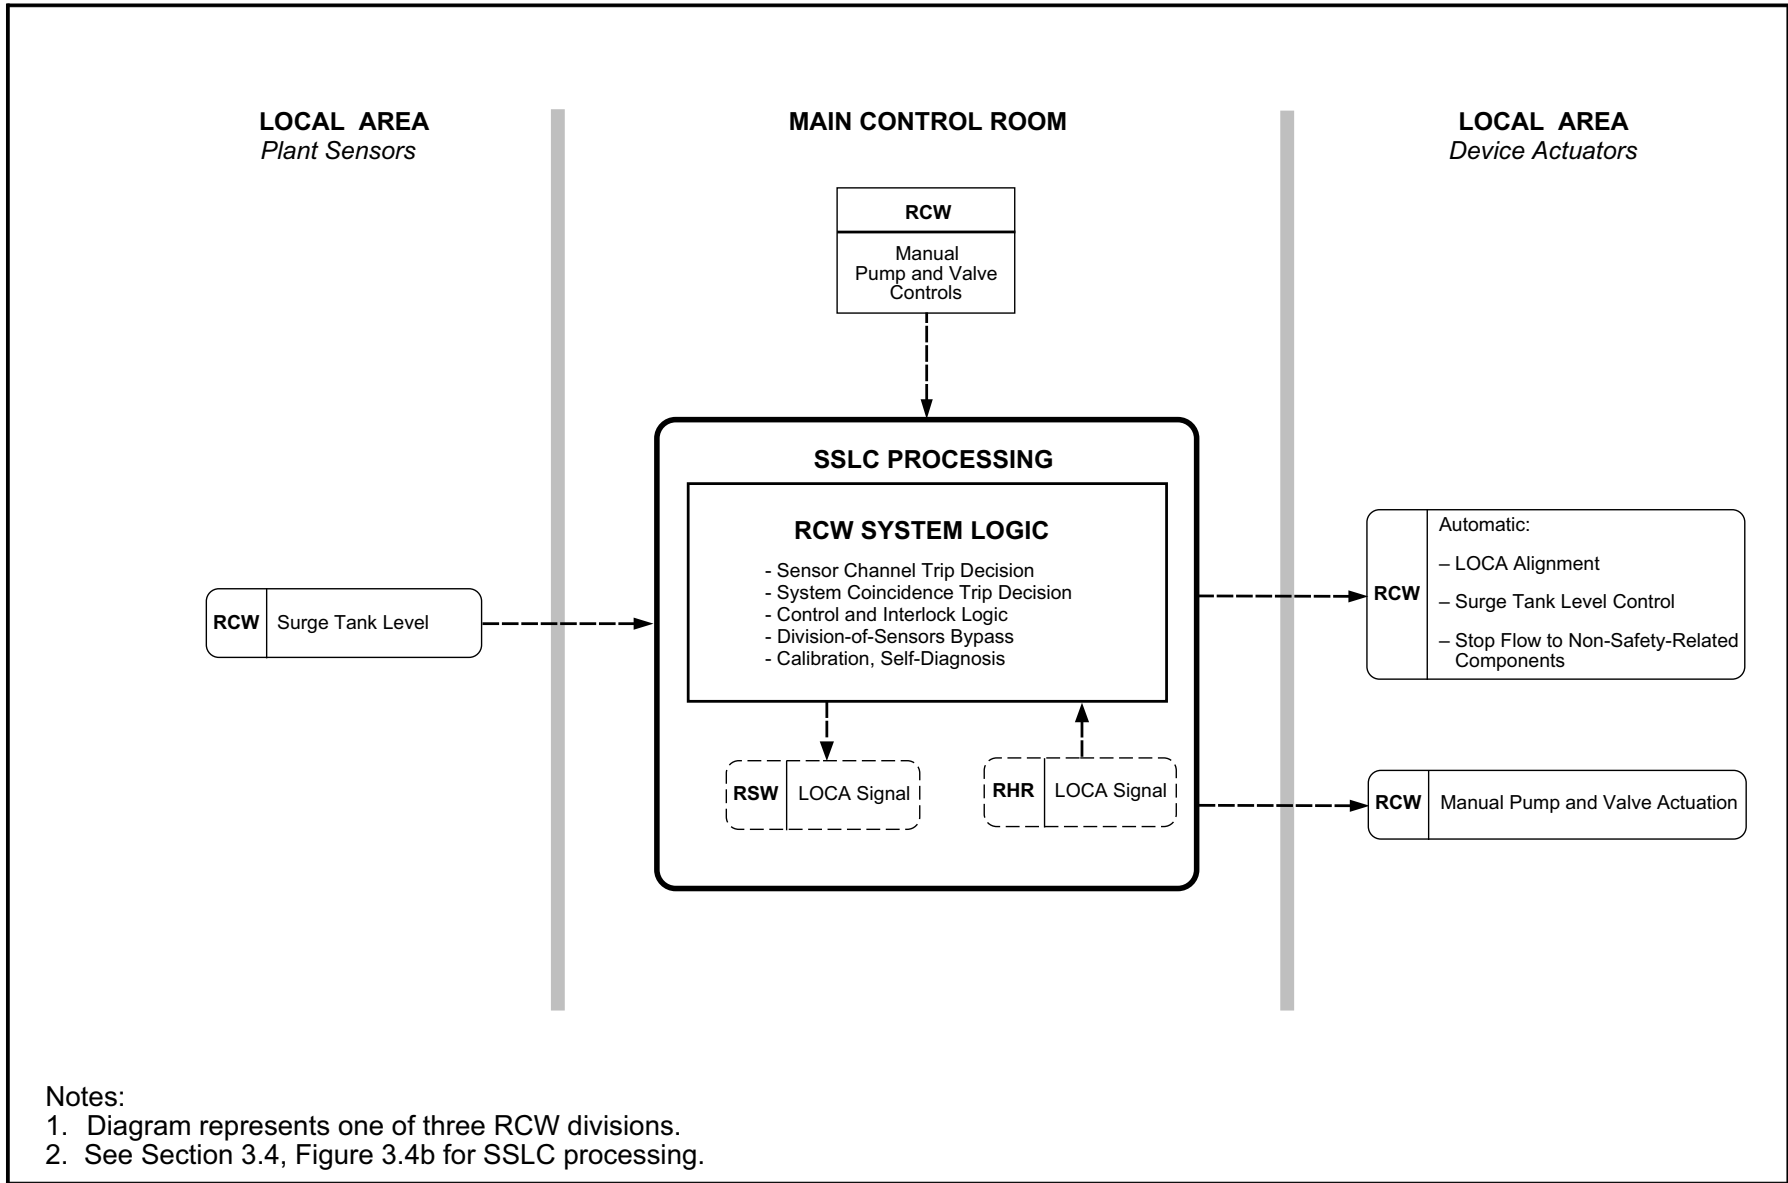 LOCAL AREA
Plant Sensors
MAIN CONTROL ROOM
LOCAL AREA
Device Actuators
RCW
Manual
Pump and Valve
Controls
SSLC PROCESSING
RCW SYSTEM LOGIC
- Sensor Channel Trip Decision
- System Coincidence Trip Decision
- Control and Interlock Logic
- Division-of-Sensors Bypass
- Calibration, Self-Diagnosis
RCW Surge Tank Level
RSW LOCA Signal
RHR LOCA Signal
RCW
Automatic:
– LOCA Alignment
– Surge Tank Level Control
– Stop Flow to Non-Safety-Related
Components
RCW Manual Pump and Valve Actuation
Notes:
1. Diagram represents one of three RCW divisions.
2. See Section 3.4, Figure 3.4b for SSLC processing.